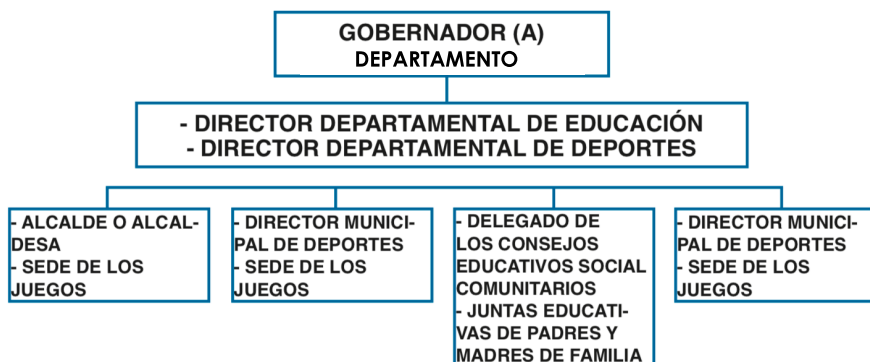 GOBERNADOR (A)
DEPARTAMENTO
- DIRECTOR DEPARTAMENTAL DE EDUCACIÓN
- DIRECTOR DEPARTAMENTAL DE DEPORTES
- ALCALDE O ALCAL-
DESA
- SEDE DE LOS
JUEGOS
- DIRECTOR MUNICI-
PAL DE DEPORTES
- SEDE DE LOS
JUEGOS
- DELEGADO DE
LOS CONSEJOS
EDUCATIVOS SOCIAL
COMUNITARIOS
- JUNTAS EDUCATI-
VAS DE PADRES Y
MADRES DE FAMILIA
- DIRECTOR MUNICI-
PAL DE DEPORTES
- SEDE DE LOS
JUEGOS